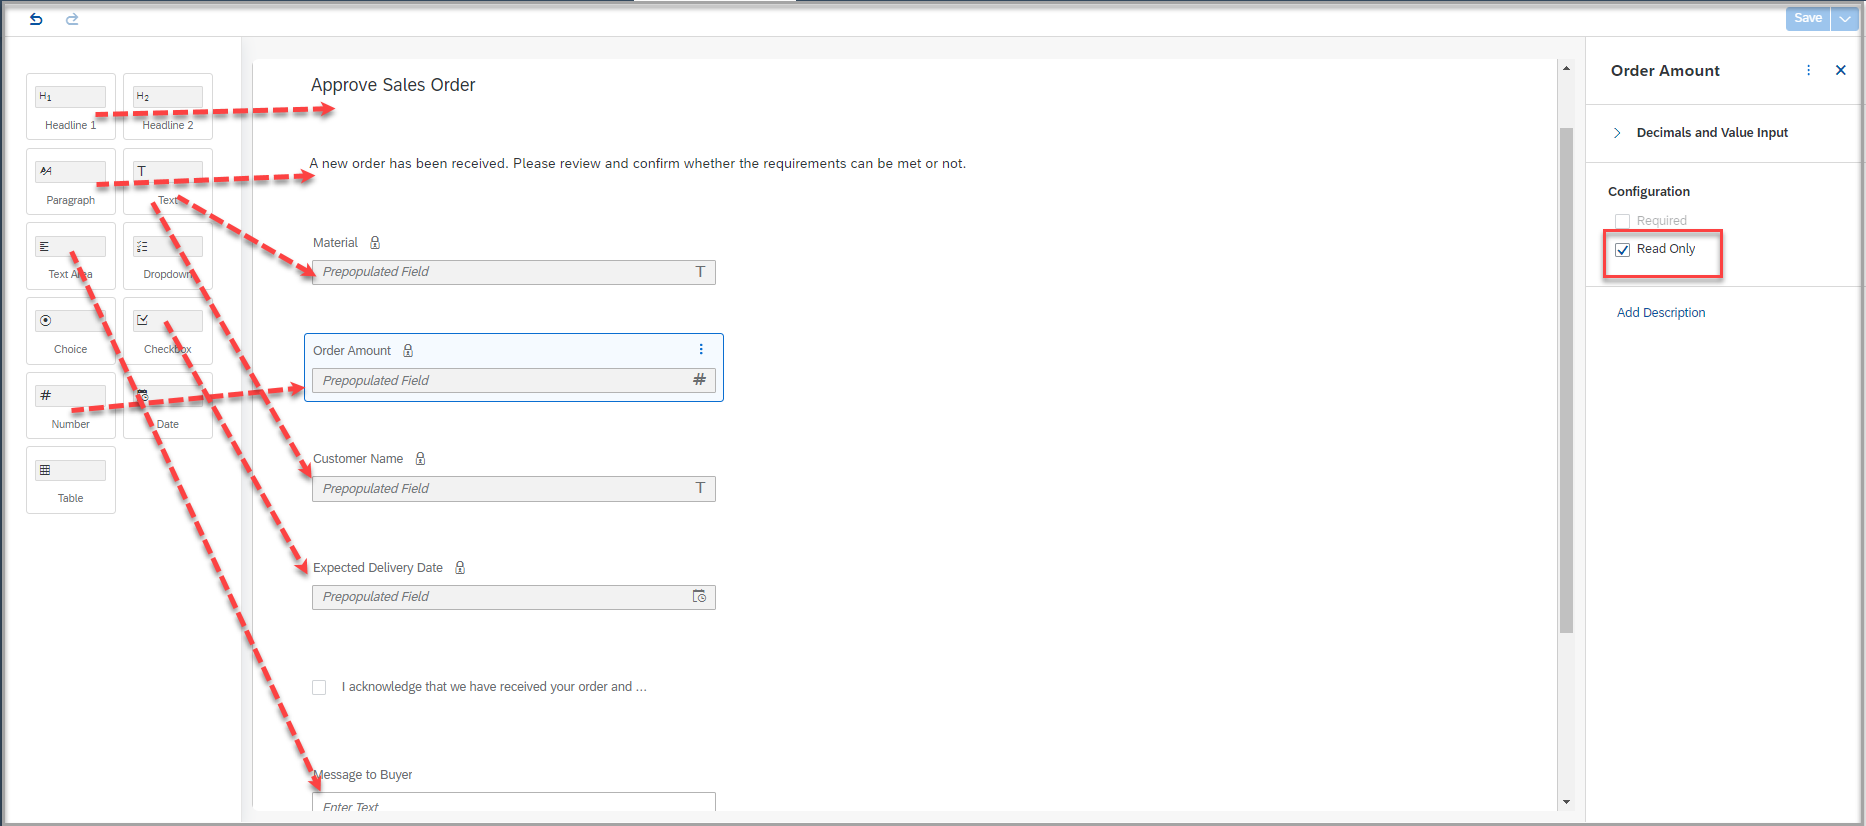 Save
H1
H2
Headline 1
Headline 2
Paragraph
T
Text
Text Area
Dropdown
Choice
Checkbox
#
Number
Date
Table
Approve Sales Order
A new order has been received. Please review and confirm whether the requirements can be met or not.
Material
Prepopulated Field
T
Order Amount
Prepopulated Field
#
Customer Name
Prepopulated Field
T
Expected Delivery Date
Prepopulated Field
I acknowledge that we have received your order and ...
Message to Buyer
Enter Text
Order Amount
Decimals and Value Input
Configuration
Required
Read Only
Add Description